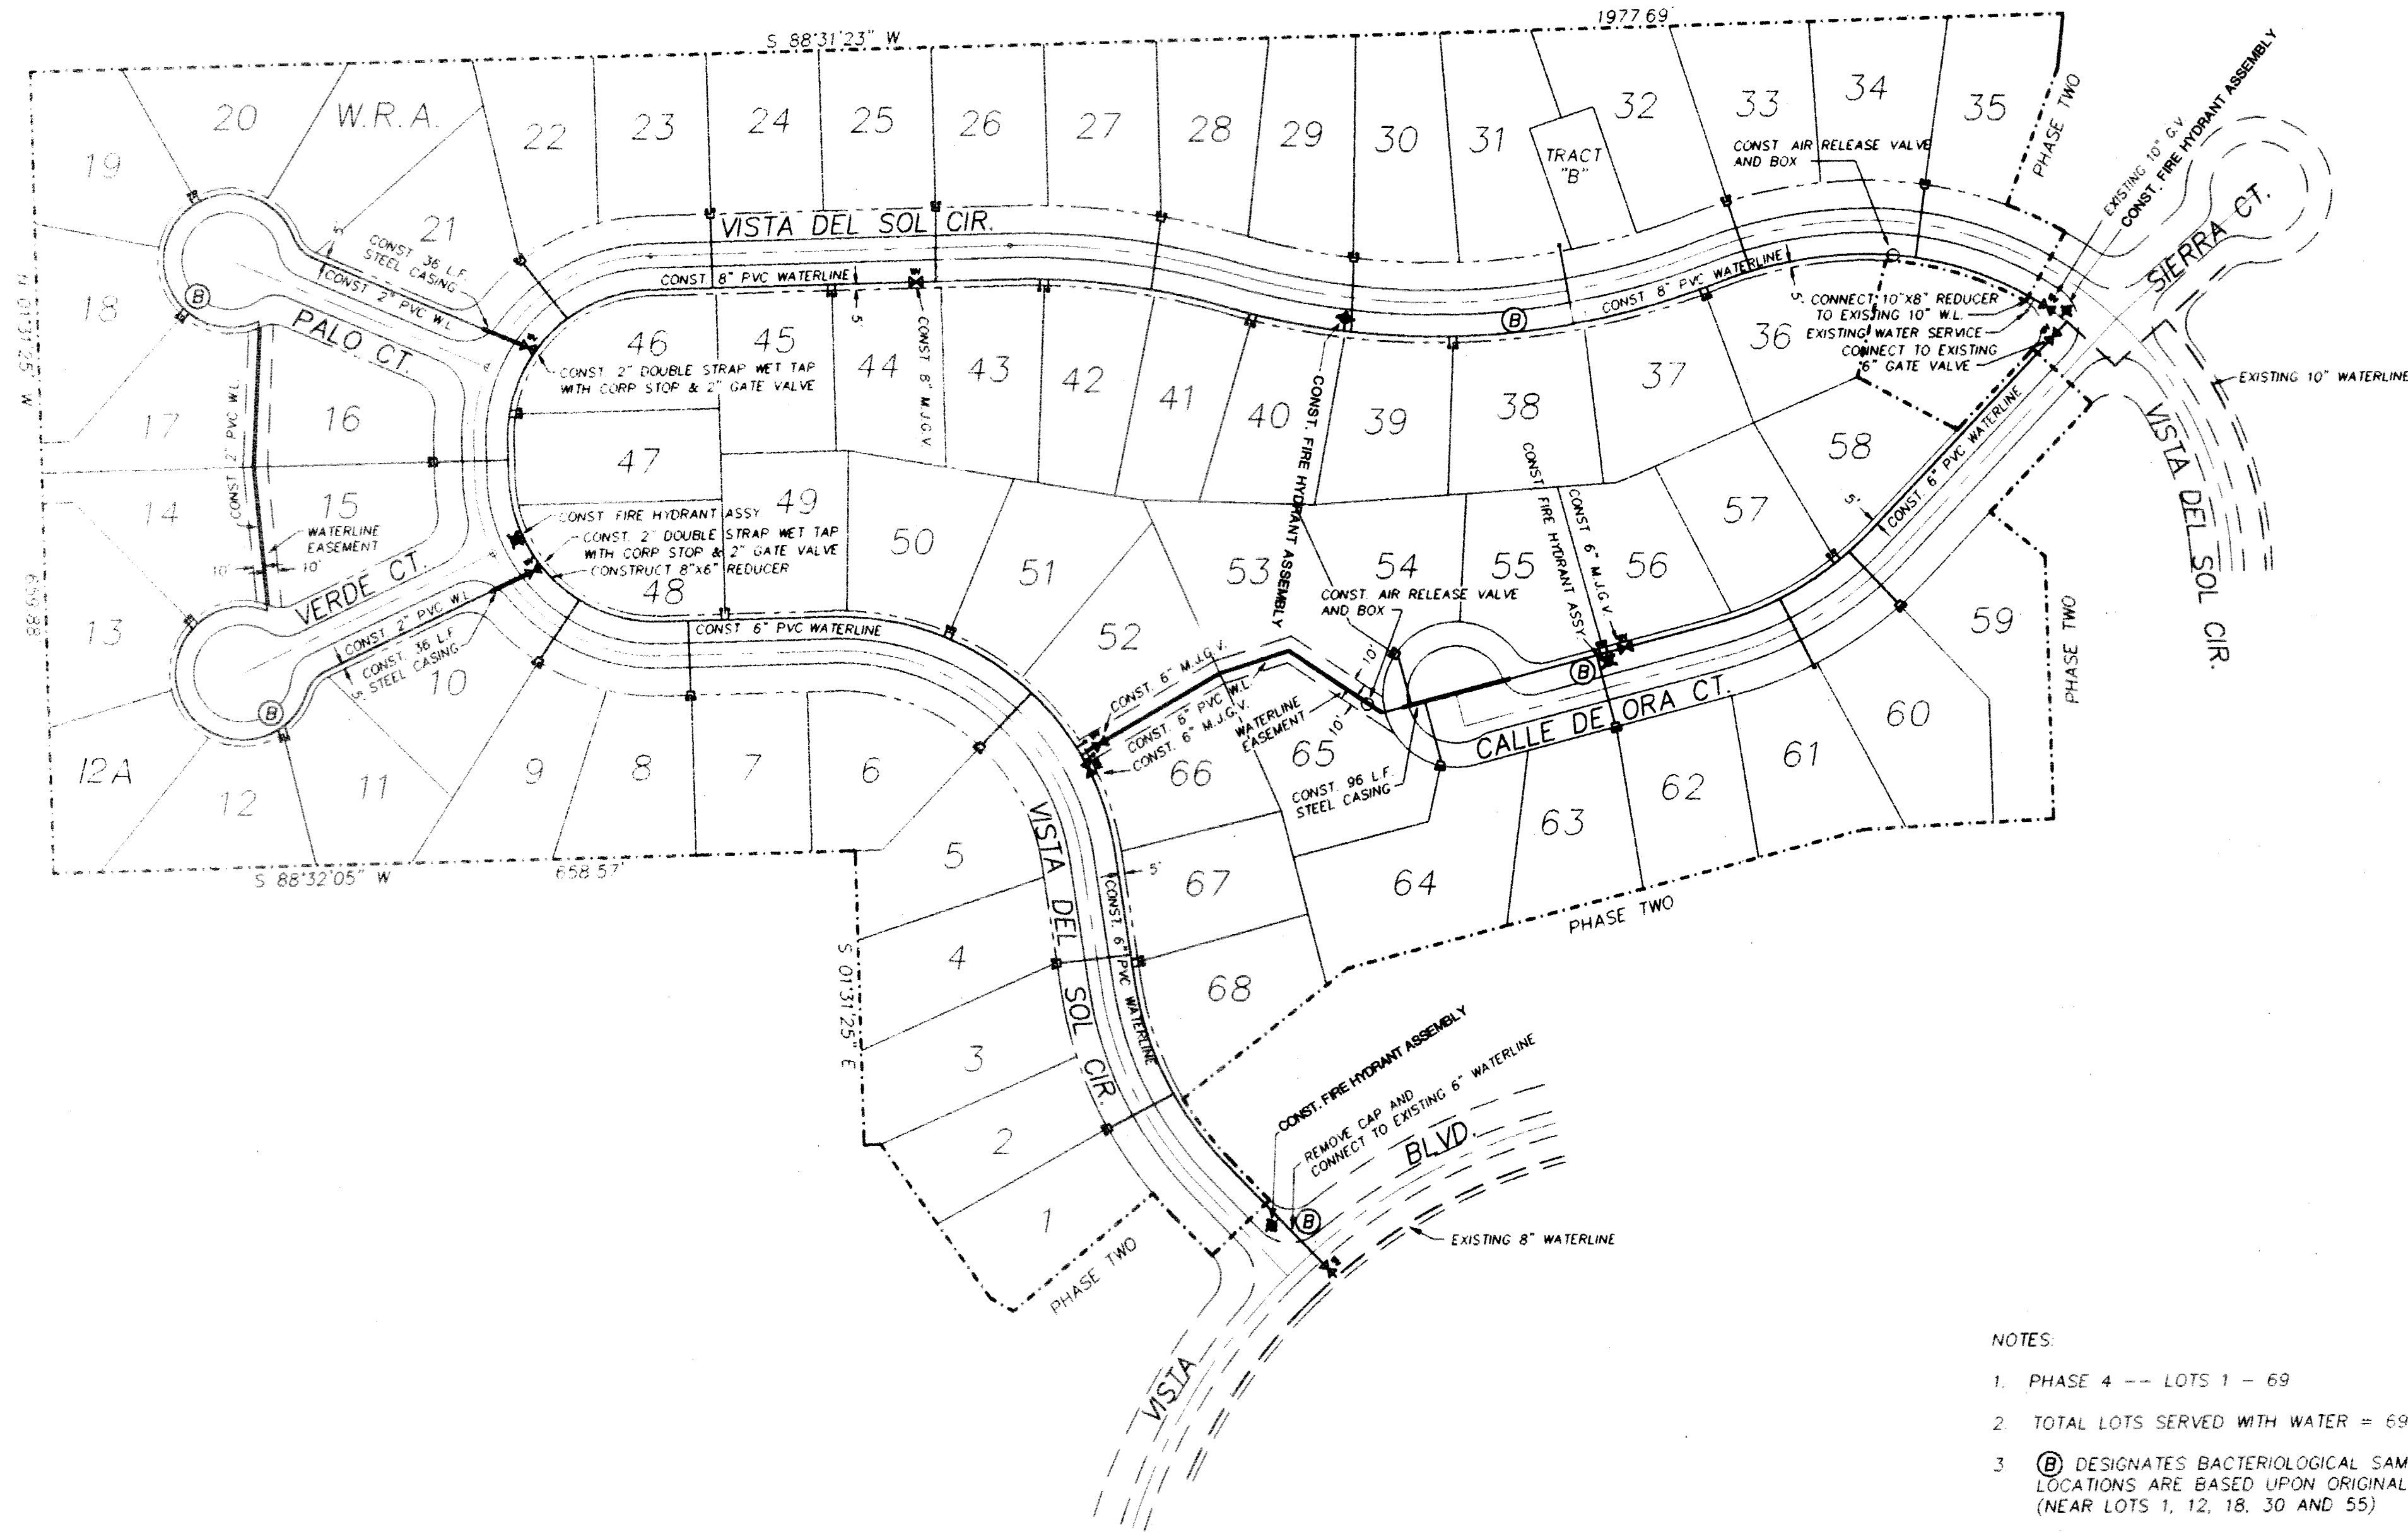 S 88°31'23" W
1977.69'
20
W.R.A.
22
23
24
25
26
27
28
29
30
31
32
33
34
35
TRACT
"B"
CONST AIR RELEASE VALVE
AND BOX
PHASE TWO
EXISTING 10" G.V.
CONST. FIRE HYDRANT ASSEMBLY
SIERRA CT.
19
21
5'
CONST 36 L.F.
STEEL CASING
CONST 2" PVC W.L.
18
B
PALO CT.
VISTA DEL SOL CIR.
CONST 8" PVC WATERLINE
5'
CONST 8" M.J.G.V.
B
CONST 8" PVC WATERLINE
5'
CONNECT 10"X8" REDUCER
TO EXISTING 10" W.L.
EXISTING WATER SERVICE
CONNECT TO EXISTING
6" GATE VALVE
EXISTING 10" WATERLINE
VISTA DEL SOL CIR.
46
45
44
43
42
41
40
39
38
37
36
CONST 2" DOUBLE STRAP WET TAP
WITH CORP STOP & 2" GATE VALVE
CONST. FIRE HYDRANT ASSEMBLY
17
16
CONST 2" PVC W.L.
47
14
15
WATERLINE
EASEMENT
10'
10'
CONST FIRE HYDRANT ASSY
CONST. 2" DOUBLE STRAP WET TAP
WITH CORP STOP & 2" GATE VALVE
CONSTRUCT 8"X6" REDUCER
49
50
51
53
54
55
56
57
58
CONST FIRE HYDRANT ASSY.
CONST 6" M.J.G.V.
CONST. 6" PVC WATERLINE
5'
59
PHASE TWO
13
VERDE CT.
CONST 2" PVC W.L.
CONST 36 L.F.
STEEL CASING
5'
48
CONST 6" PVC WATERLINE
52
CONST. AIR RELEASE VALVE
AND BOX
B
10
B
12A
12
11
9
8
7
6
CONST. 6" M.J.G.V.
CONST. 6" PVC W.L.
CONST. 6" M.J.G.V.
WATERLINE
EASEMENT
10'
10'
66
65
CONST. 96 L.F.
STEEL CASING
CALLE DE ORA CT.
60
61
62
63
64
PHASE TWO
S 88°32'05" W
658.57'
5
VISTA DEL SOL CIR.
CONST. 6" PVC WATERLINE
5'
67
68
4
S 01°31'25" E
3
2
1
PHASE TWO
CONST. FIRE HYDRANT ASSEMBLY
REMOVE CAP AND
CONNECT TO EXISTING 6" WATERLINE
B
VISTA
BLVD.
EXISTING 8" WATERLINE
NOTES:
1. PHASE 4 -- LOTS 1 - 69
2. TOTAL LOTS SERVED WITH WATER = 69
3 B DESIGNATES BACTERIOLOGICAL SAM
LOCATIONS ARE BASED UPON ORIGINAL
(NEAR LOTS 1, 12, 18, 30 AND 55)